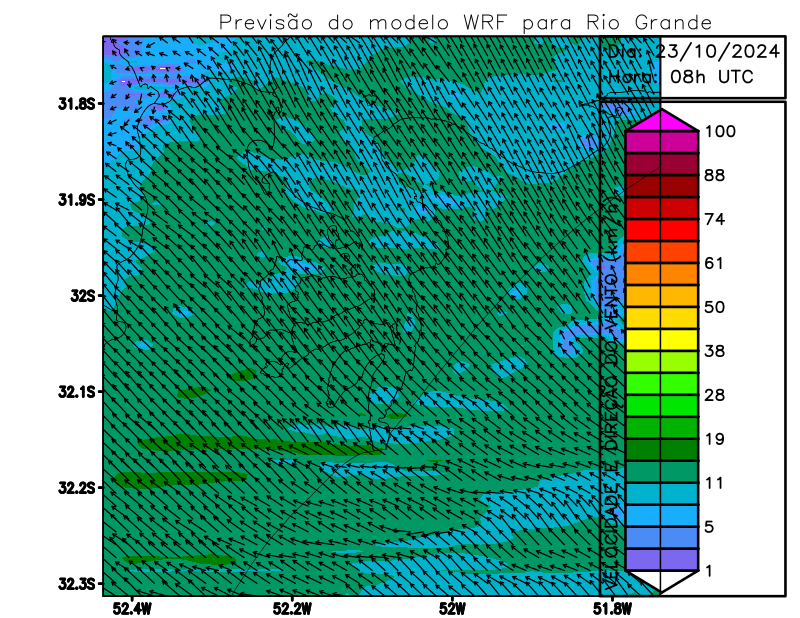 Previsão do modelo WRF para Rio Grande
Dia: 23/10/2024
Hora: 08h UTC
31.8S
31.9S
32S
32.1S
32.2S
32.3S
52.4W
52.2W
52W
51.8W
VELOCIDADE E DIREÇÃO DO VENTO (km/h)
100
88
74
61
50
38
28
19
11
5
1